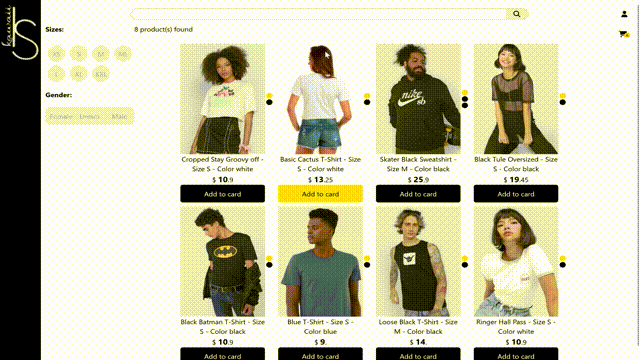 kawaii
S
Sizes:
8 product(s) found
XS S M ML
L XL XXL
Gender:
Female Unisex Male
Cropped Stay Groovy off -
Size S - Color white
$ 10.9
Add to card
Basic Cactus T-Shirt - Size
S - Color white
$ 13.25
Add to card
NIKE
sb
Skater Black Sweatshirt -
Size M - Color black
$ 25.9
Add to card
Black Tule Oversized - Size
S - Color black
$ 19.45
Add to card
Black Batman T-Shirt - Size
S - Color black
$ 10.9
Add to card
Blue T-Shirt - Size S -
Color blue
$ 9.
Add to card
Loose Black T-Shirt - Size
M - Color black
$ 14.
Add to card
Ringer Hall Pass - Size S -
Color white
$ 10.9
Add to card